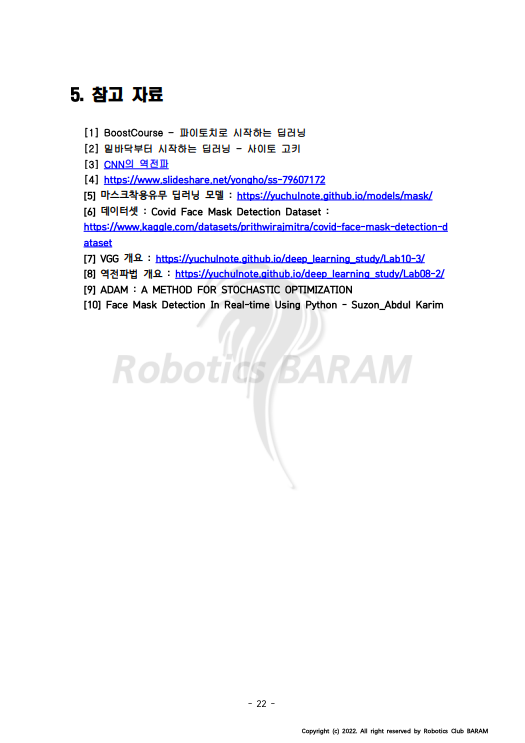 5. 참고 자료
[1] BoostCourse - 파이토치로 시작하는 딥러닝
[2] 밑바닥부터 시작하는 딥러닝 - 사이토 고키
[3] CNN의 역전파
[4] https://www.slideshare.net/yongho/ss-79607172
[5] 마스크착용유무 딥러닝 모델 : https://yuchulnote.github.io/models/mask/
[6] 데이터셋 : Covid Face Mask Detection Dataset :
https://www.kaggle.com/datasets/prithwirajmitra/covid-face-mask-detection-d
ataset
[7] VGG 개요 : https://yuchulnote.github.io/deep_learning_study/Lab10-3/
[8] 역전파법 개요 : https://yuchulnote.github.io/deep_learning_study/Lab08-2/
[9] ADAM : A METHOD FOR STOCHASTIC OPTIMIZATION
[10] Face Mask Detection In Real-time Using Python - Suzon_Abdul Karim
Robotics BARAM
- 22 -
Copyright (c) 2022. All right reserved by Robotics Club BARAM